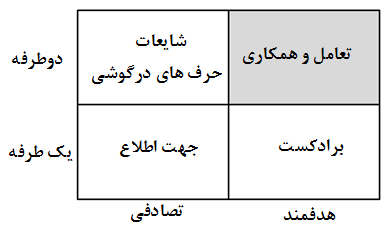 شایعات
حرف های درگوشی
تعامل و همکاری
دوطرفه
جهت اطلاع
برادکست
یک طرفه
تصادفی
هدفمند